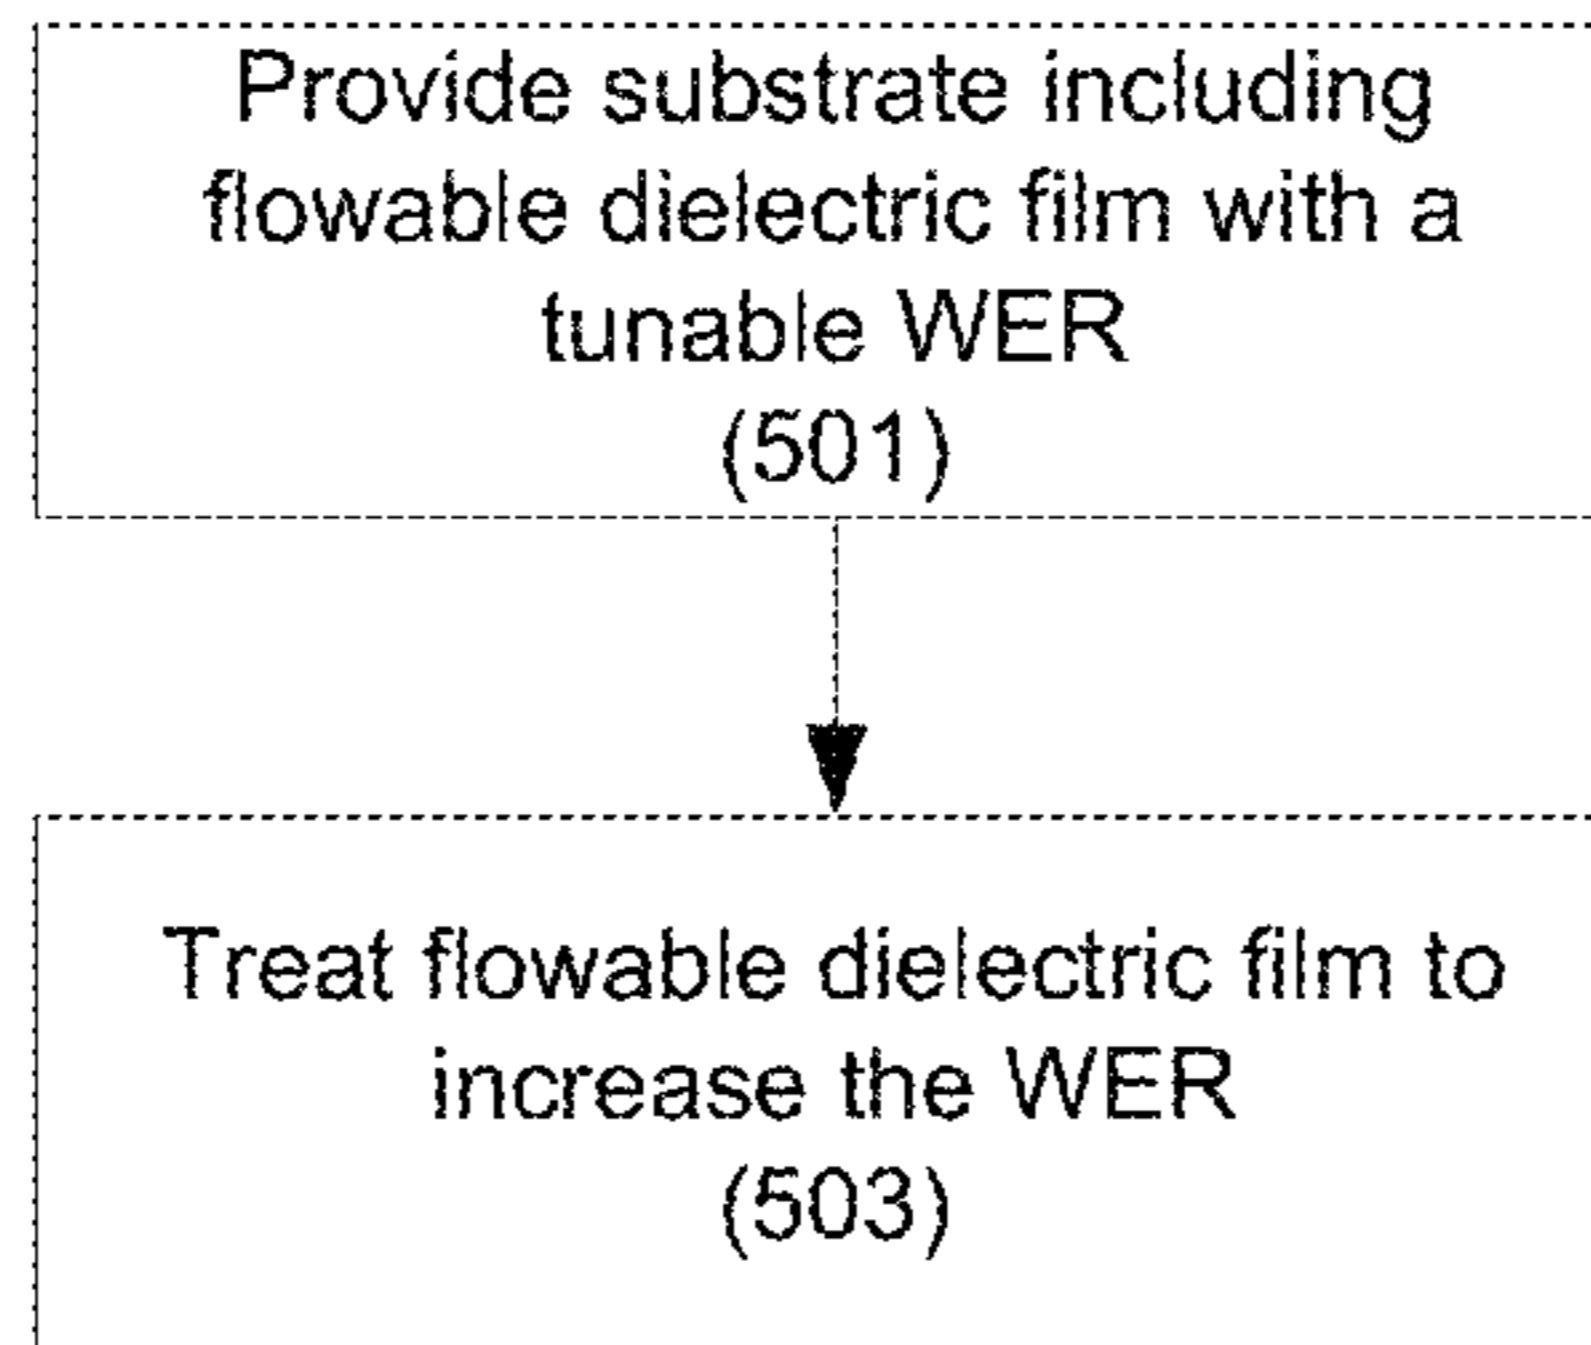 Provide substrate including
flowable dielectric film with a
tunable WER
(501)
Treat flowable dielectric film to
increase the WER
(503)